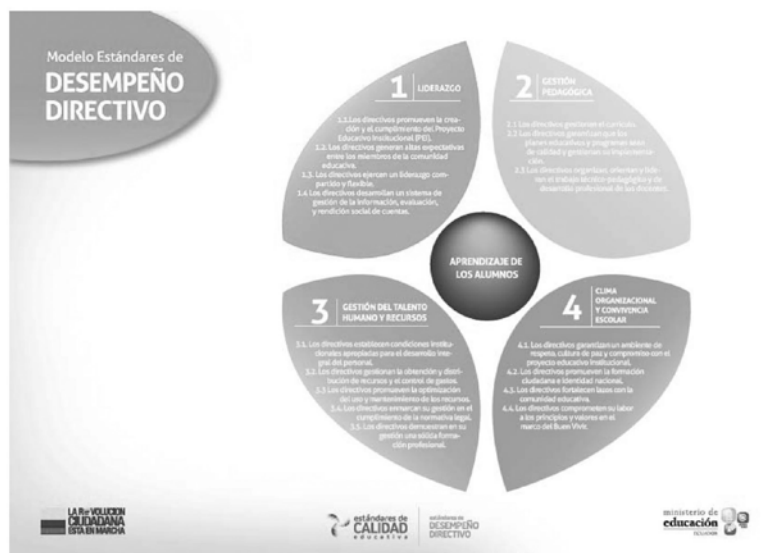 Modelo Estándares de
DESEMPEÑO
DIRECTIVO
1 LIDERAZGO
1.1. Los directivos promueven la crea-
ción y el cumplimiento del Proyecto
Educativo Institucional (PEI).
1.2. Los directivos generan altas expectativas
entre los miembros de la comunidad
educativa.
1.3. Los directivos ejercen un liderazgo com-
partido y flexible.
1.4 Los directivos desarrollan un sistema de
gestión de la información, evaluación,
y rendición social de cuentas.
2 GESTIÓN
PEDAGÓGICA
2.1 Los directivos gestionan el currículo.
2.2 Los directivos garantizan que los
planes educativos y programas sean
de calidad y gestionan su implementa-
ción.
2.3 Los directivos organizan, orientan y lide-
ran el trabajo técnico-pedagógico y de
desarrollo profesional de los docentes.
APRENDIZAJE DE
LOS ALUMNOS
3 GESTIÓN DEL TALENTO
HUMANO Y RECURSOS
3.1. Los directivos establecen condiciones institu-
cionales apropiadas para el desarrollo inte-
gral del personal.
3.2. Los directivos gestionan la obtención y distri-
bución de recursos y el control de gastos.
3.3 Los directivos promueven la optimización
del uso y mantenimiento de los recursos.
3.4. Los directivos enmarcan su gestión en el
cumplimiento de la normativa legal.
3.5. Los directivos demuestran en su
gestión una sólida forma-
ción profesional.
4 CLIMA
ORGANIZACIONAL
Y CONVIVENCIA
ESCOLAR
4.1. Los directivos garantizan un ambiente de
respeto, cultura de paz y compromiso con el
proyecto educativo institucional.
4.2. Los directivos promueven la formación
ciudadana e identidad nacional.
4.3. Los directivos fortalecen lazos con la
comunidad educativa.
4.4. Los directivos comprometen su labor
a los principios y valores en el
marco del Buen Vivir.
LA REVOLUCION
CIUDADANA
ESTA EN MARCHA
estándares de
CALIDAD
educativa
estándares de
DESEMPEÑO
DIRECTIVO
ministerio de
educación
ECUADOR